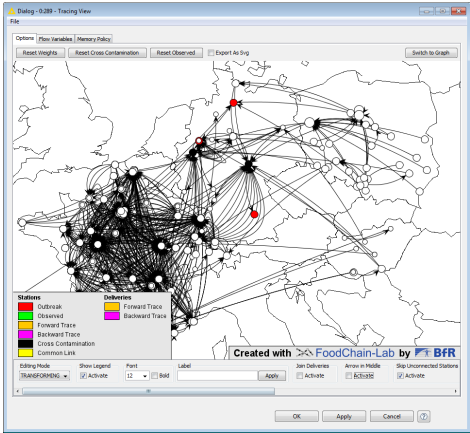 Dialog - 0:289 - Tracing View
File
Options Flow Variables Memory Policy
Reset Weights Reset Cross Contamination Reset Observed Export As Svg Switch to Graph
Stations Deliveries
Outbreak Forward Trace
Observed Backward Trace
Forward Trace
Backward Trace
Cross Contamination
Common Link
Created with FoodChain-Lab by BfR
Editing Mode Show Legend Font Label Join Deliveries Arrow in Middle Skip Unconnected Stations
TRANSFORMING Activate 12 Bold Apply Activate Activate Activate
OK Apply Cancel ?